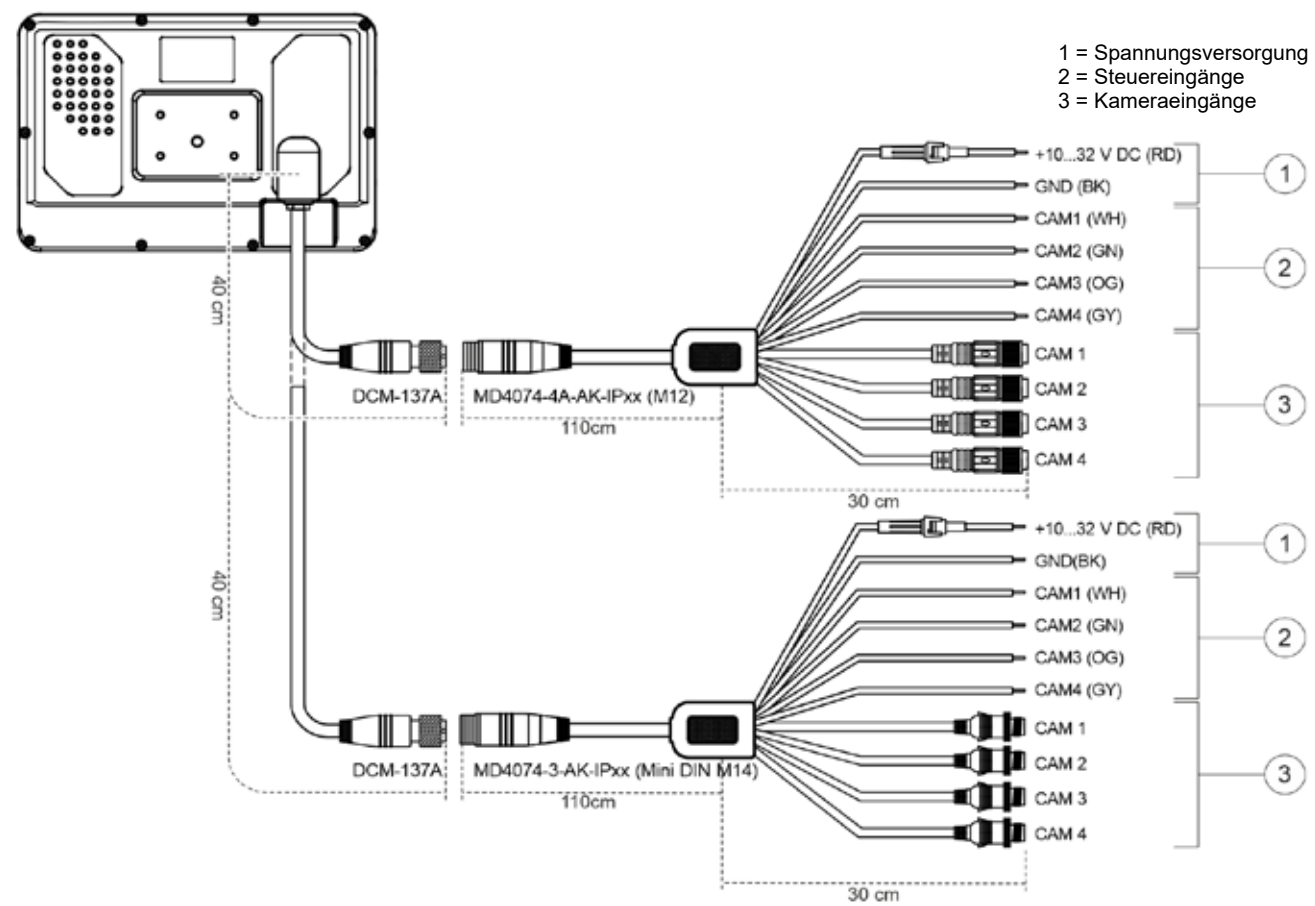 1 = Spannungsversorgung
2 = Steuereingänge
3 = Kameraeingänge
+10...32 V DC (RD)
GND (BK)
1
CAM1 (WH)
CAM2 (GN)
CAM3 (OG)
CAM4 (GY)
2
40 cm
CAM 1
CAM 2
CAM 3
CAM 4
3
DCM-137A
MD4074-4A-AK-IPxx (M12)
110cm
30 cm
+10...32 V DC (RD)
GND(BK)
1
CAM1 (WH)
CAM2 (GN)
CAM3 (OG)
CAM4 (GY)
2
40 cm
CAM 1
CAM 2
CAM 3
CAM 4
3
DCM-137A
MD4074-3-AK-IPxx (Mini DIN M14)
110cm
30 cm